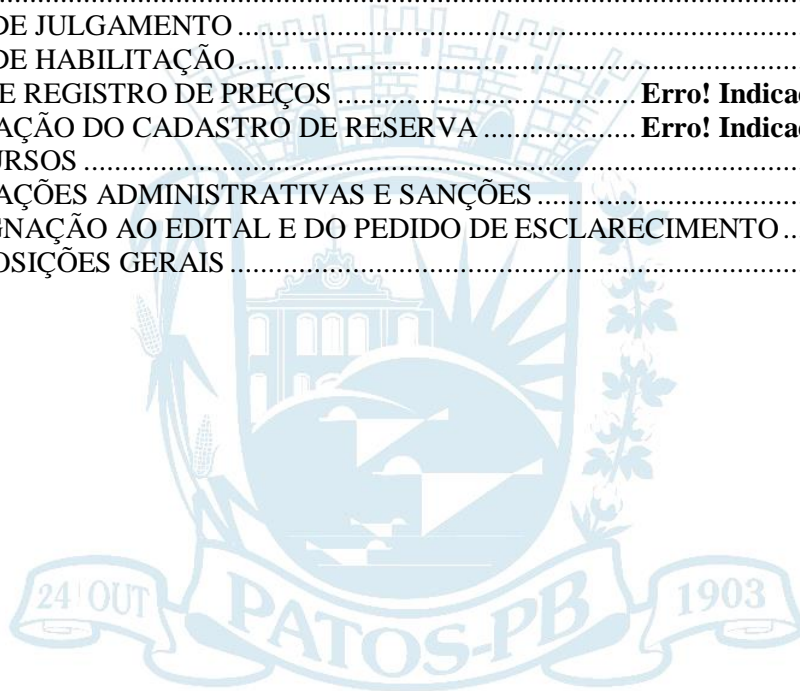 DE JULGAMENTO
DE HABILITAÇÃO
E REGISTRO DE PREÇOS Erro! Indica
AÇÃO DO CADASTRO DE RESERVA Erro! Indica
URSOS
AÇÕES ADMINISTRATIVAS E SANÇÕES
GNAÇÃO AO EDITAL E DO PEDIDO DE ESCLARECIMENTO
OSIÇÕES GERAIS
24 OUT PATOS-PB 1903